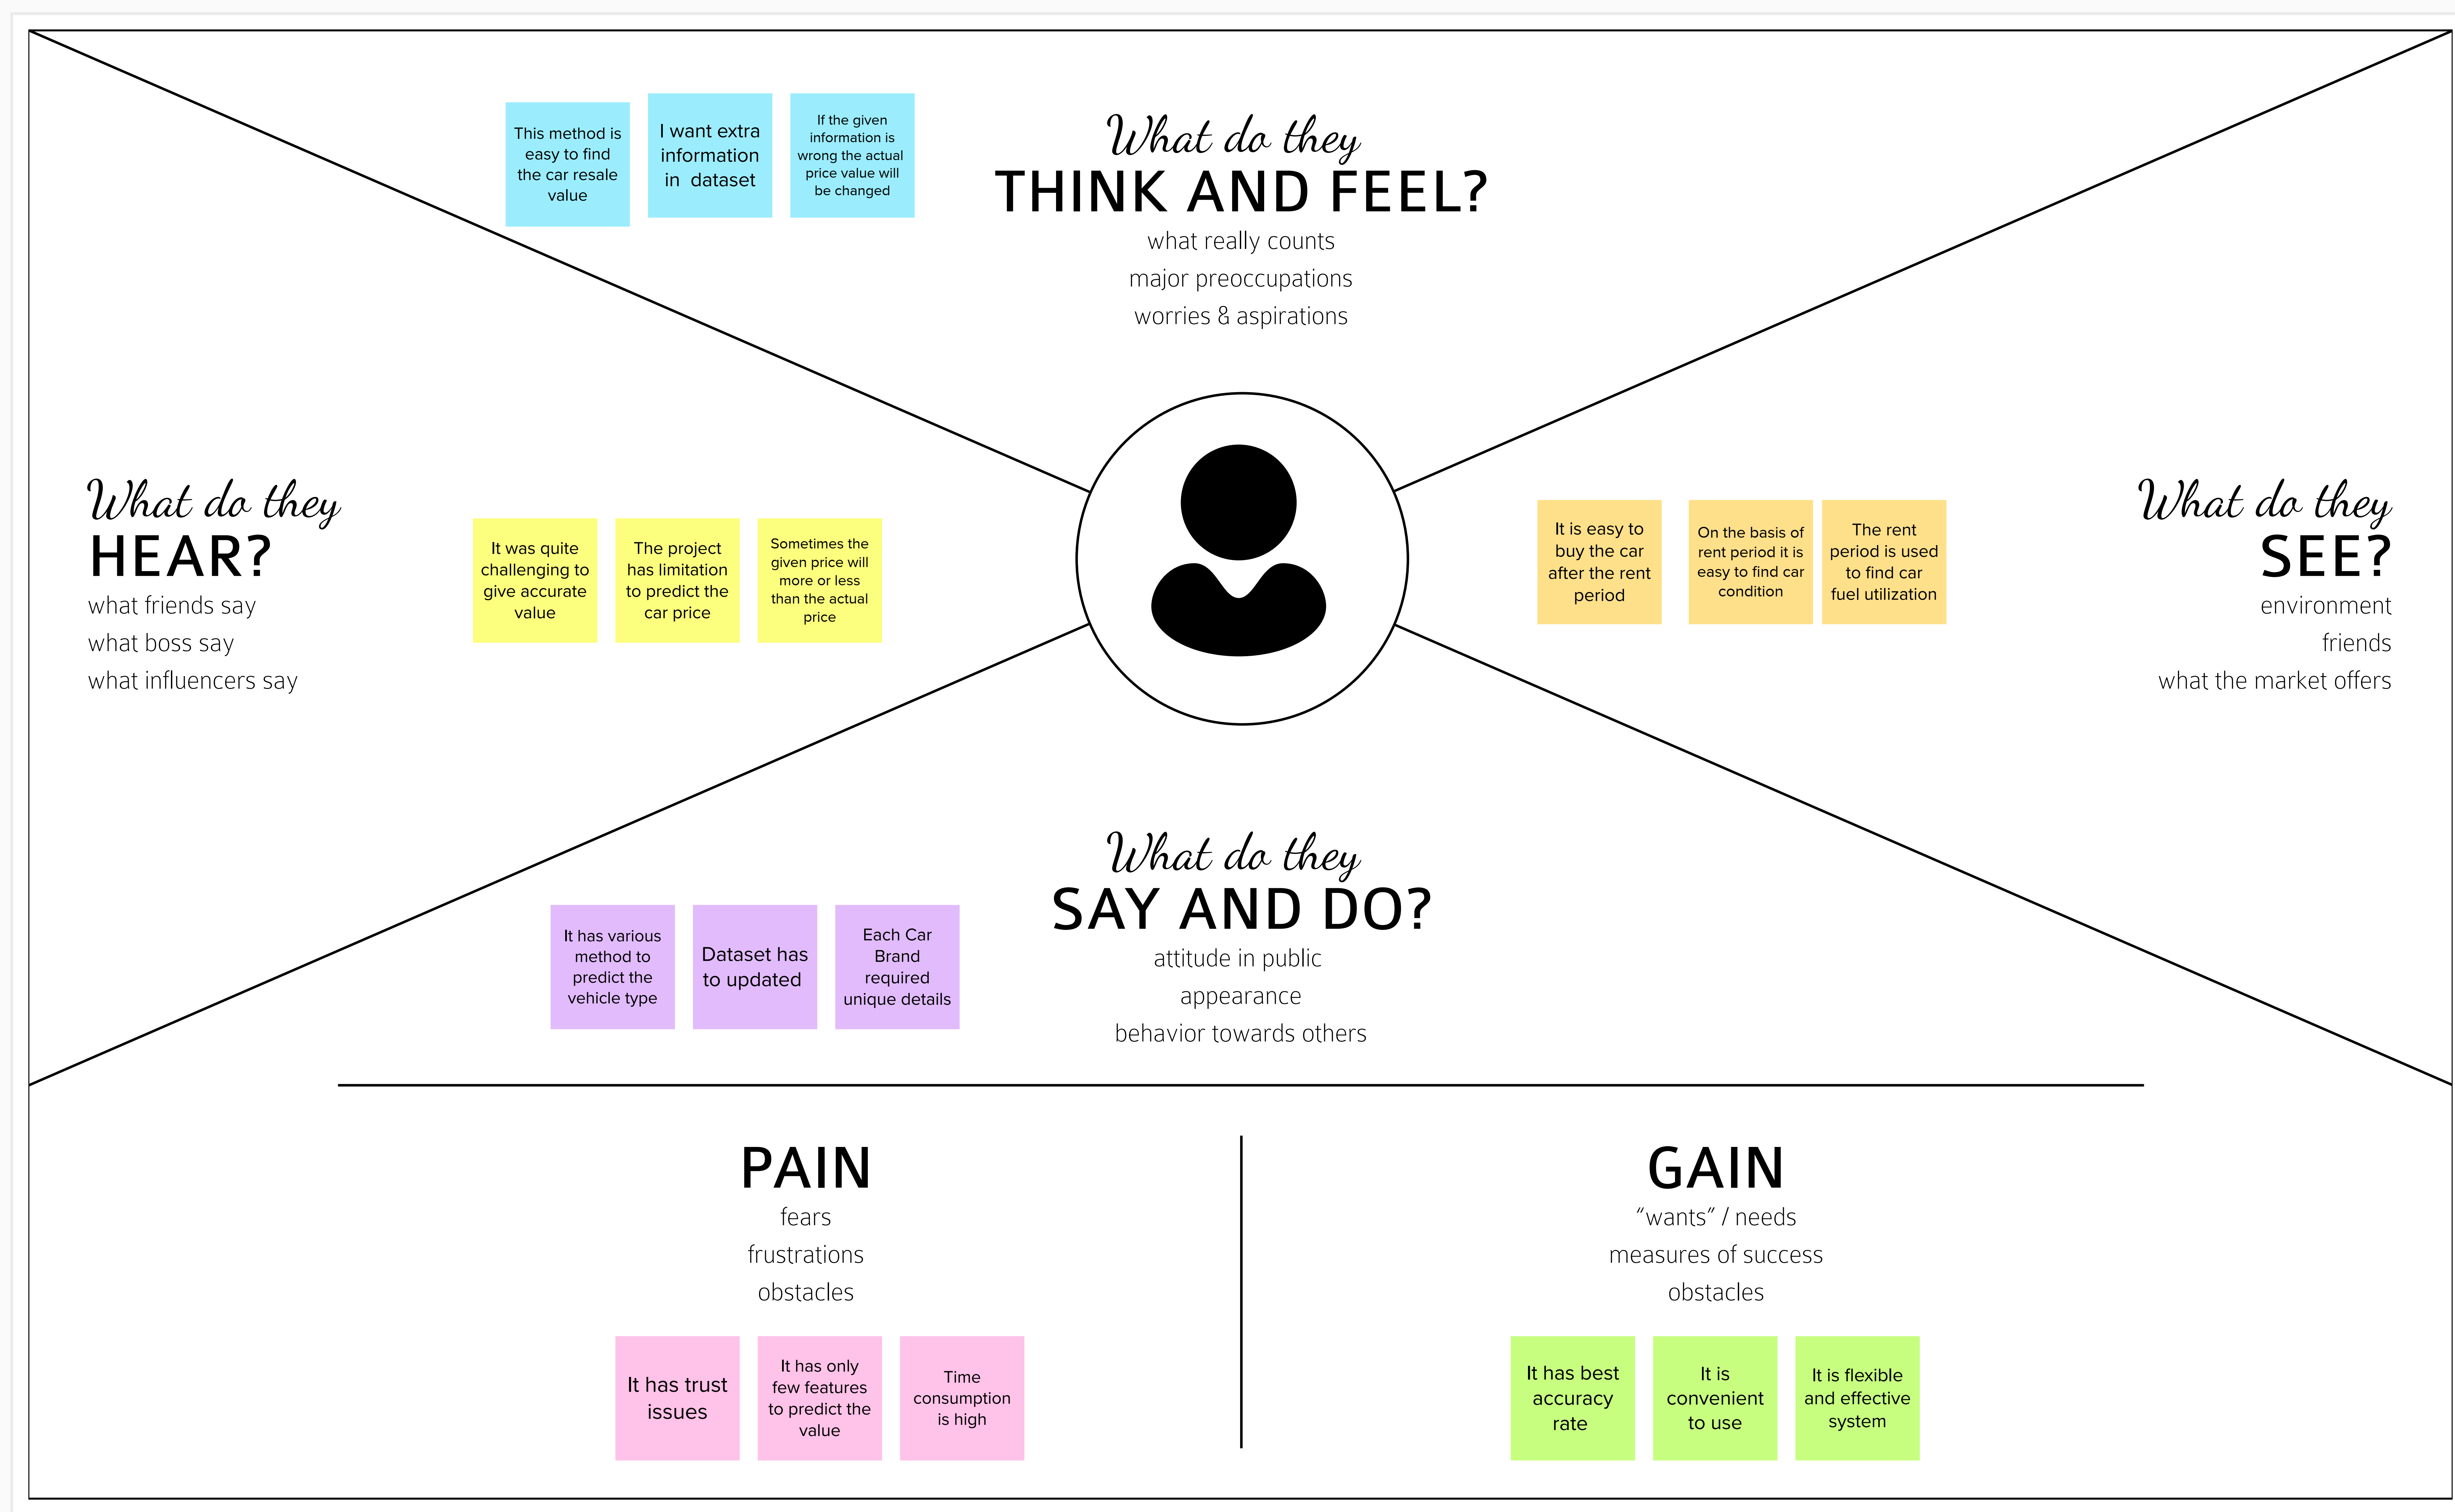 This method is
easy to find
the car resale
value
I want extra
information
in dataset
If the given
information is
wrong the actual
price value will
be changed
What do they
THINK AND FEEL?
what really counts
major preoccupations
worries & aspirations
What do they
HEAR?
what friends say
what boss say
what influencers say
It was quite
challenging to
give accurate
value
The project
has limitation
to predict the
car price
Sometimes the
given price will
more or less
than the actual
price
It is easy to
buy the car
after the rent
period
On the basis of
rent period it is
easy to find car
condition
The rent
period is used
to find car
fuel utilization
What do they
SEE?
environment
friends
what the market offers
What do they
SAY AND DO?
attitude in public
appearance
behavior towards others
It has various
method to
predict the
vehicle type
Dataset has
to updated
Each Car
Brand
required
unique details
PAIN
fears
frustrations
obstacles
It has trust
issues
It has only
few features
to predict the
value
Time
consumption
is high
GAIN
“wants” / needs
measures of success
obstacles
It has best
accuracy
rate
It is
convenient
to use
It is flexible
and effective
system